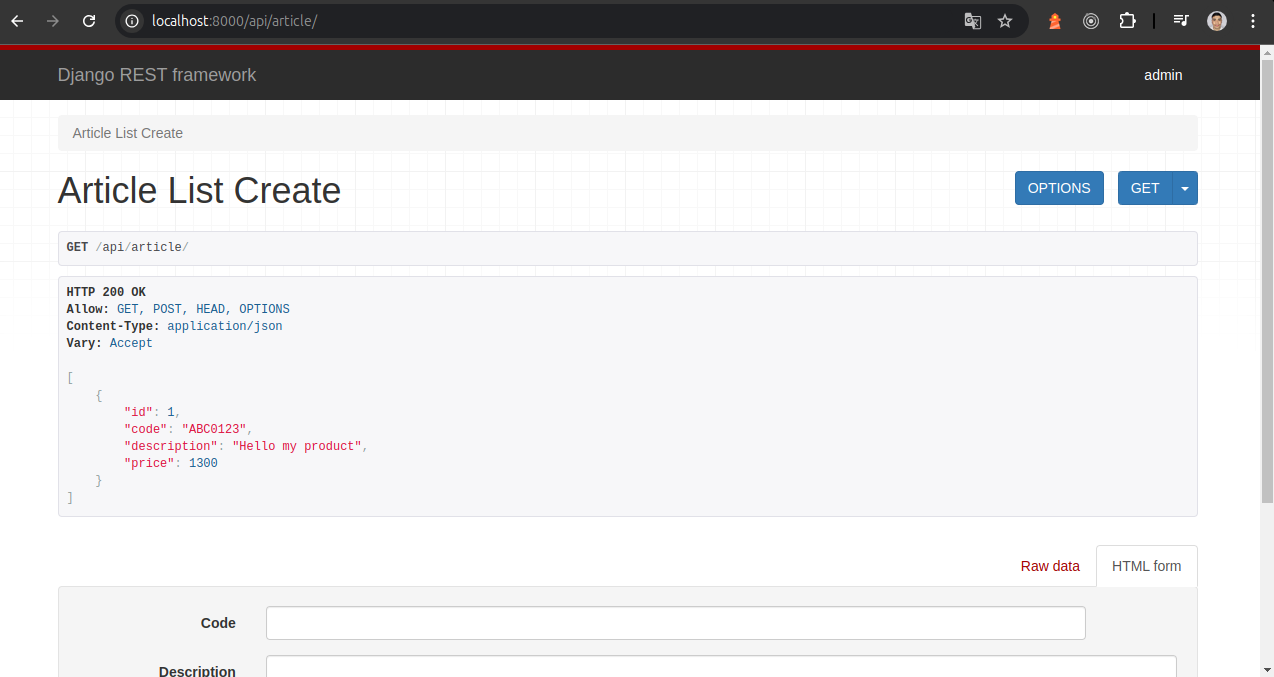 localhost:8000/api/article/
Django REST framework
admin
Article List Create
Article List Create
OPTIONS
GET
GET /api/article/
HTTP 200 OK
Allow: GET, POST, HEAD, OPTIONS
Content-Type: application/json
Vary: Accept
[
    {
        "id": 1,
        "code": "ABC0123",
        "description": "Hello my product",
        "price": 1300
    }
]
Raw data
HTML form
Code
Description